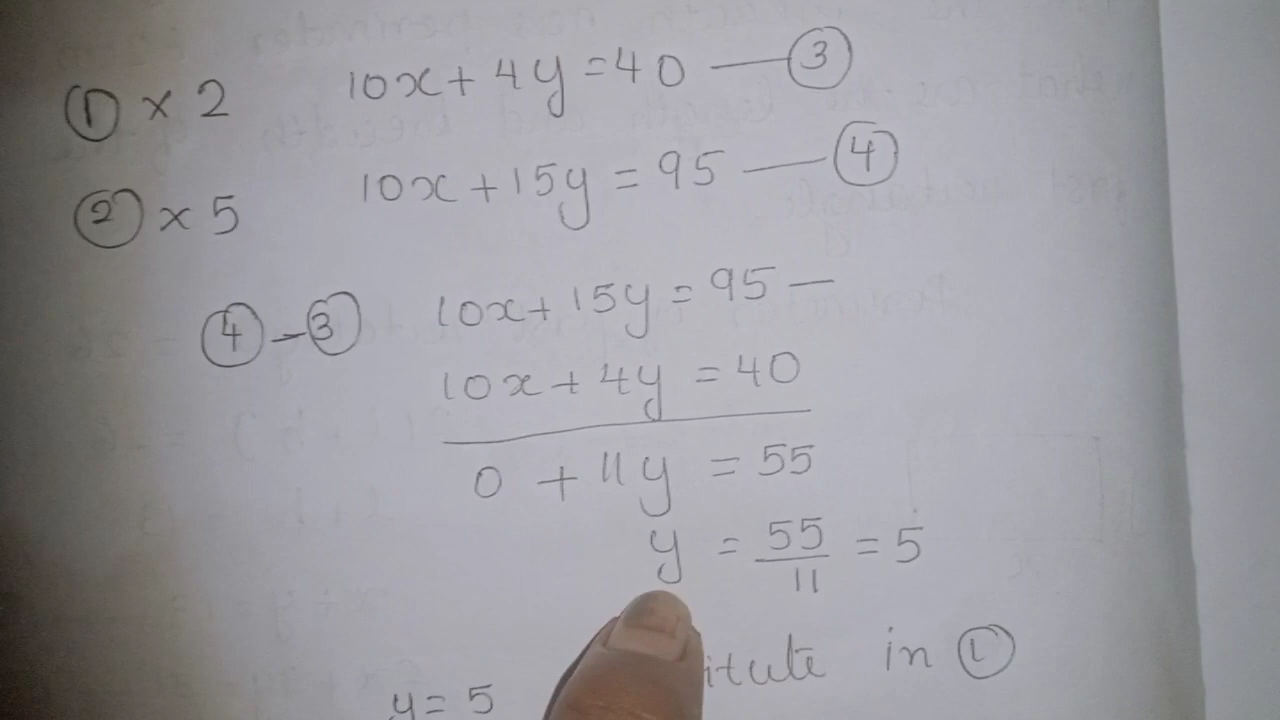 ① × 2 10x + 4y = 40 — ③
② × 5 10x + 15y = 95 — ④
④ - ③ 10x + 15y = 95 —
10x + 4y = 40
0 + 11y = 55
y = 55/11 = 5
y = 5 itute in ①